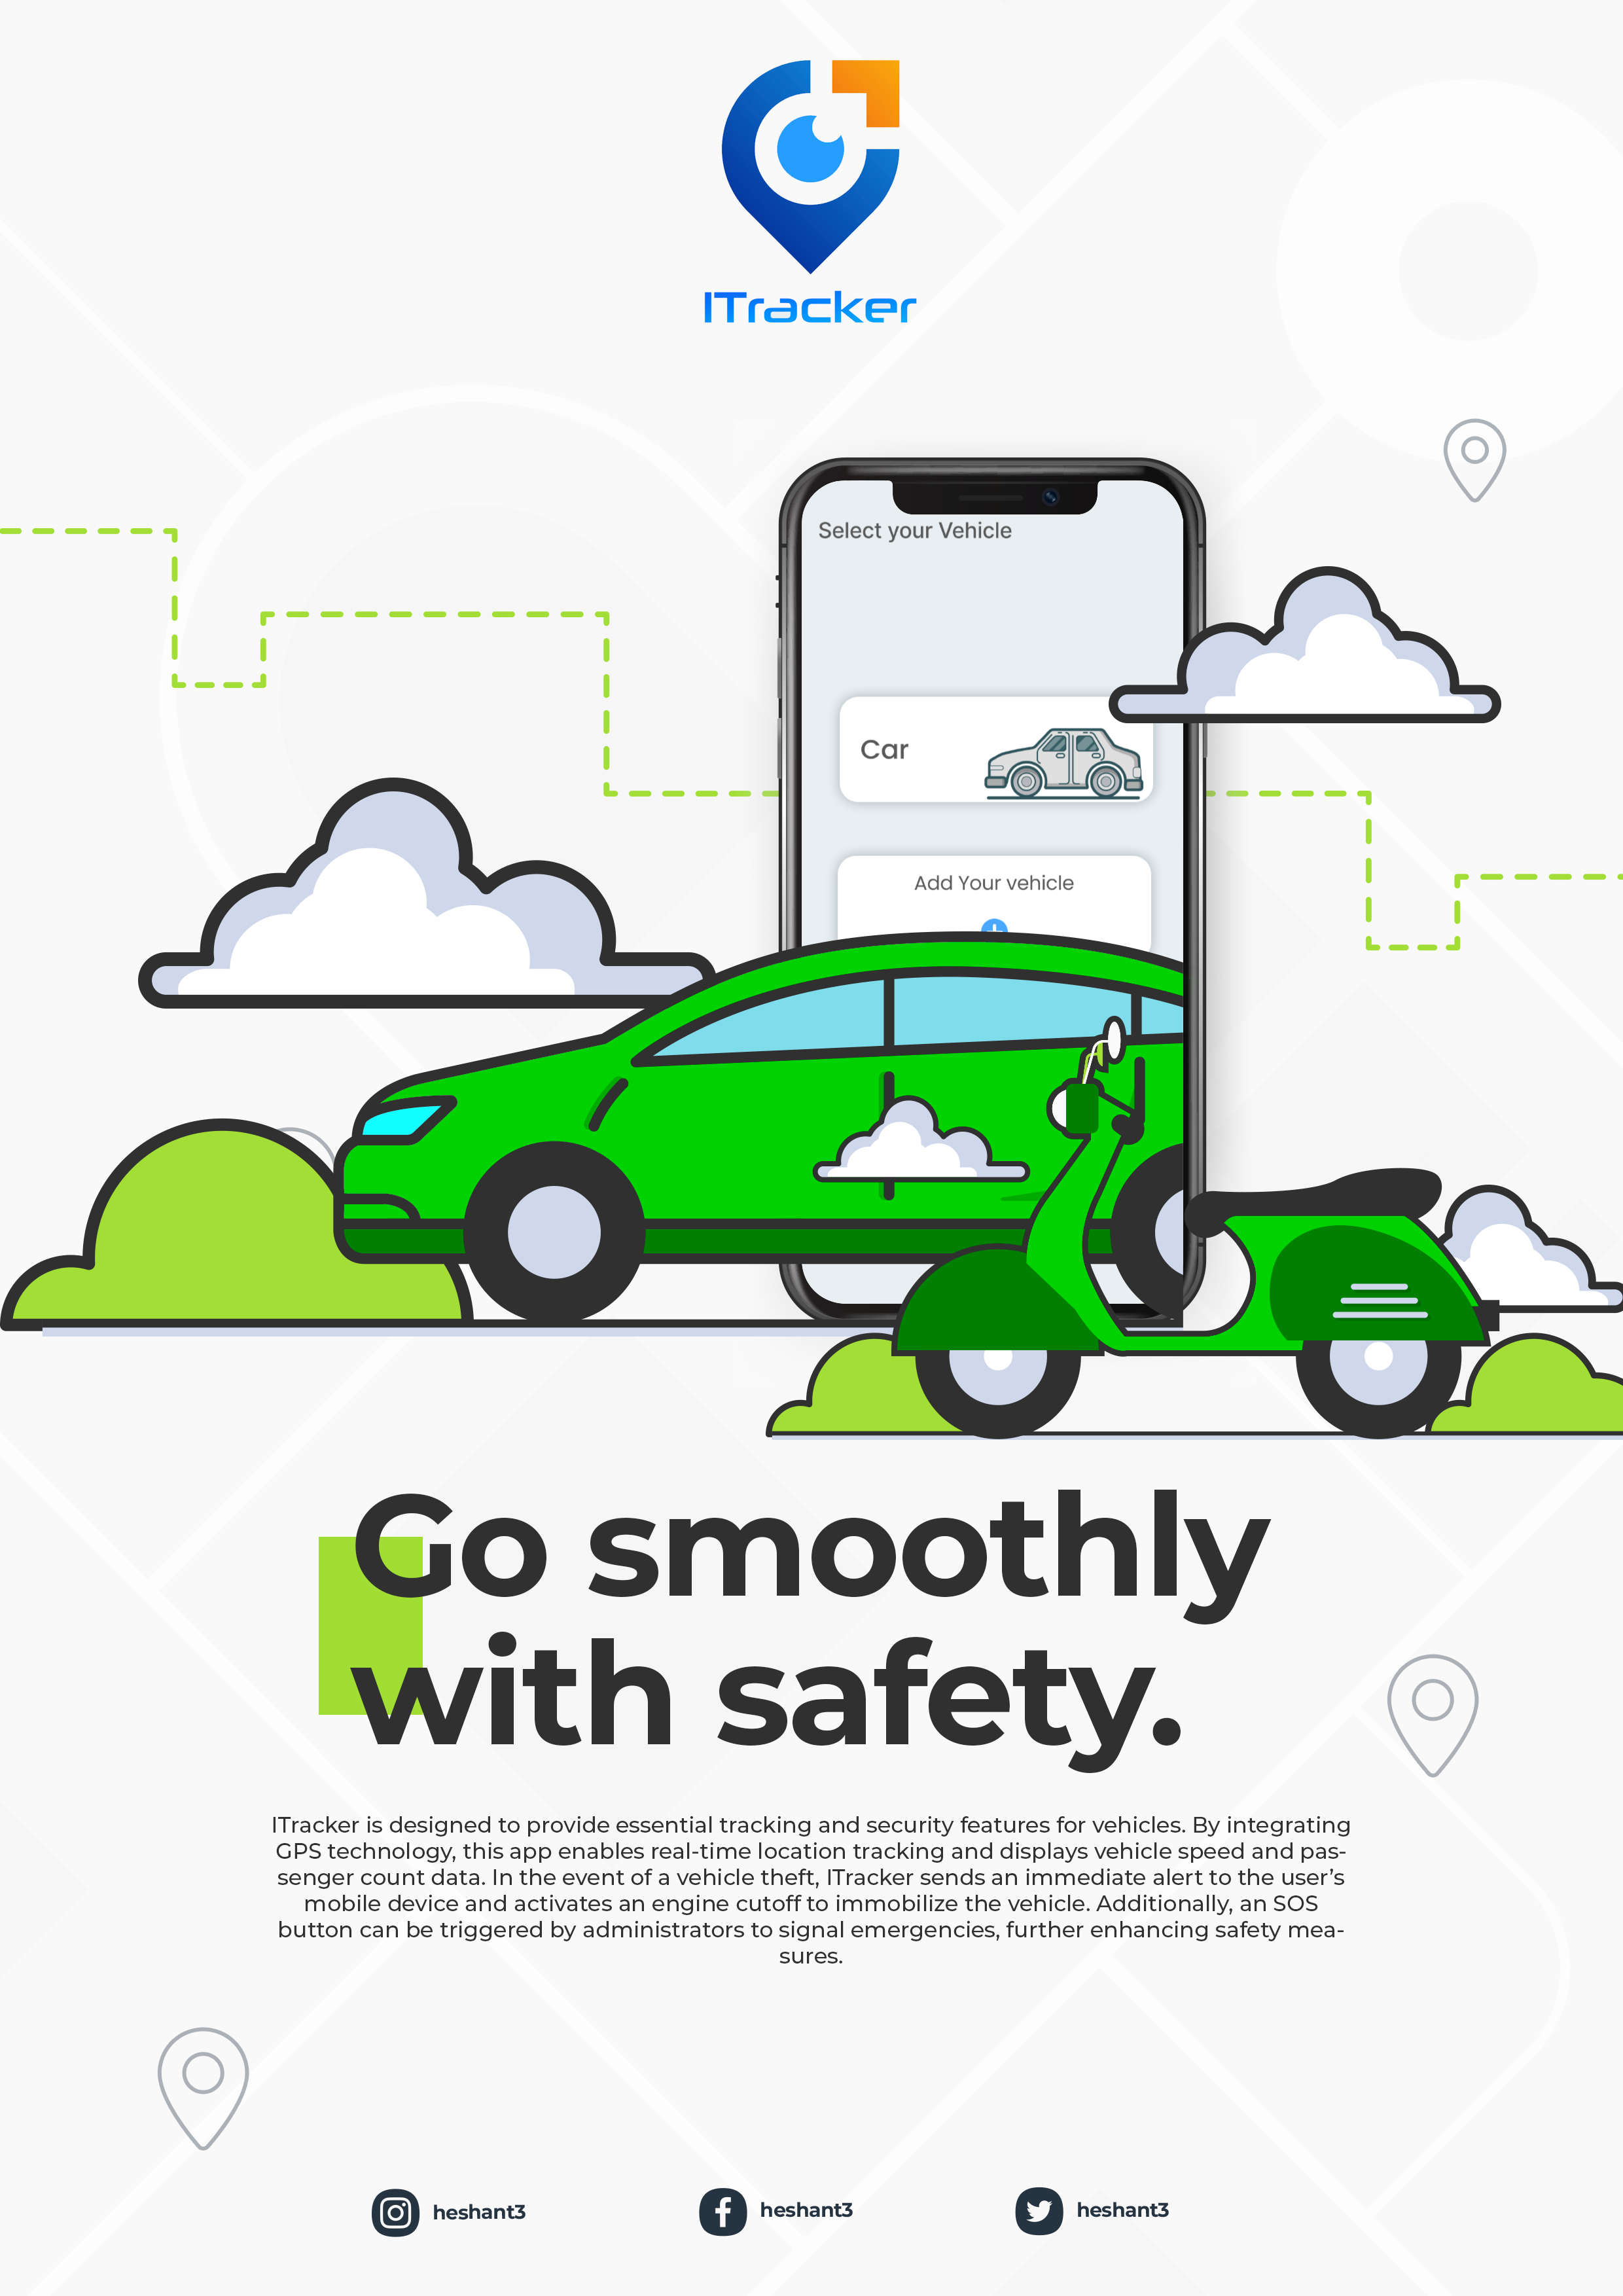 ITracker
Select your Vehicle
Car
Add Your vehicle
Go smoothly
with safety.
ITracker is designed to provide essential tracking and security features for vehicles. By integrating
GPS technology, this app enables real-time location tracking and displays vehicle speed and pas-
senger count data. In the event of a vehicle theft, ITracker sends an immediate alert to the user’s
mobile device and activates an engine cutoff to immobilize the vehicle. Additionally, an SOS
button can be triggered by administrators to signal emergencies, further enhancing safety mea-
sures.
heshant3
heshant3
heshant3